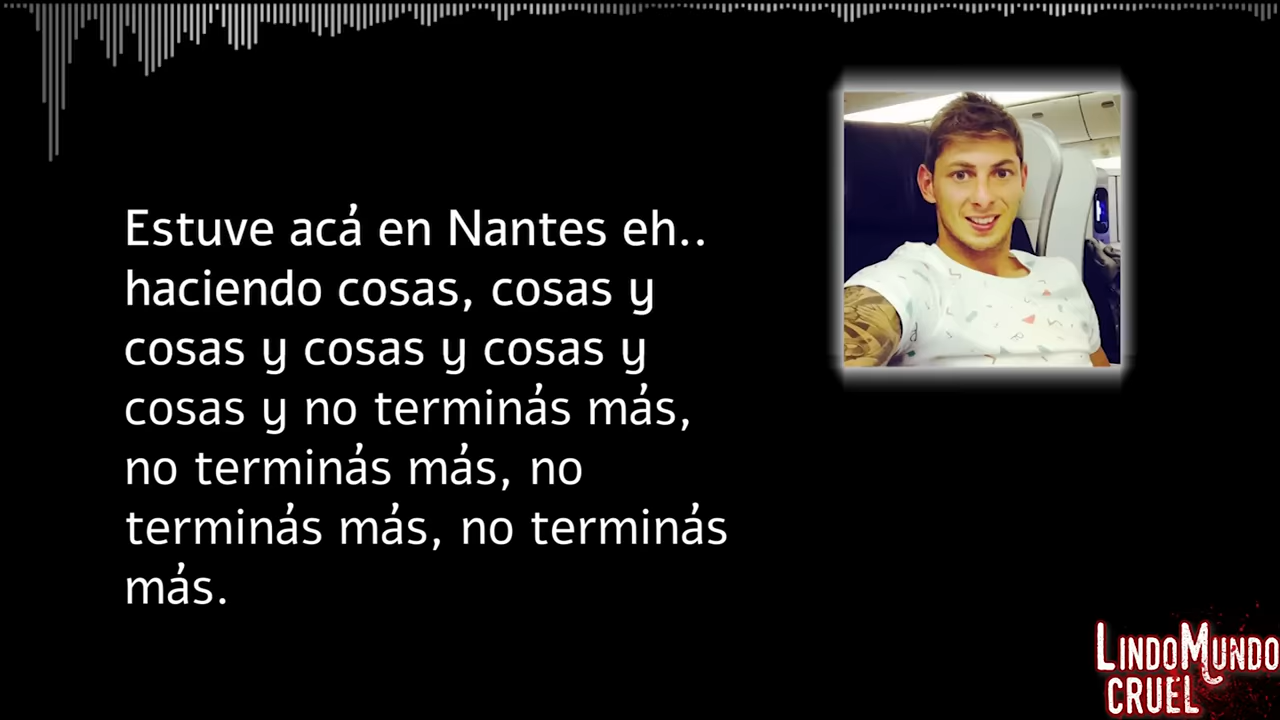 Estuve acá en Nantes eh..
haciendo cosas, cosas y
cosas y cosas y cosas y
cosas y no terminás más,
no terminás más, no
terminás más, no terminás
más.
LINDOMUNDO
CRUEL